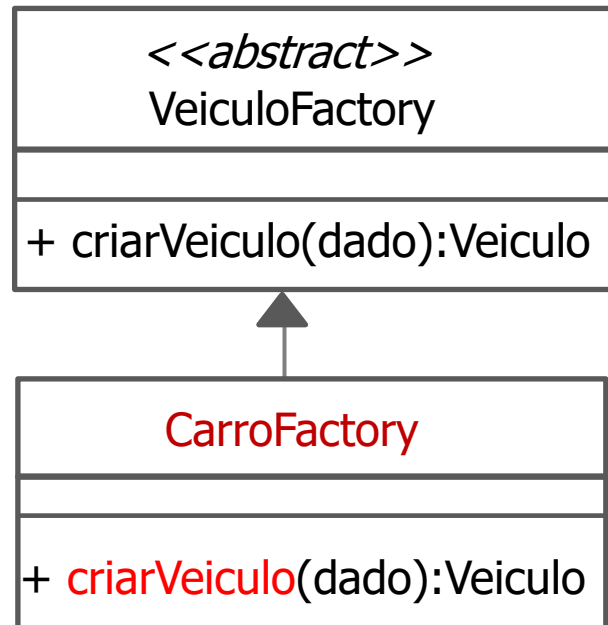 <<abstract>>
VeiculoFactory
+ criarVeiculo(dado):Veiculo
CarroFactory
+ criarVeiculo(dado):Veiculo